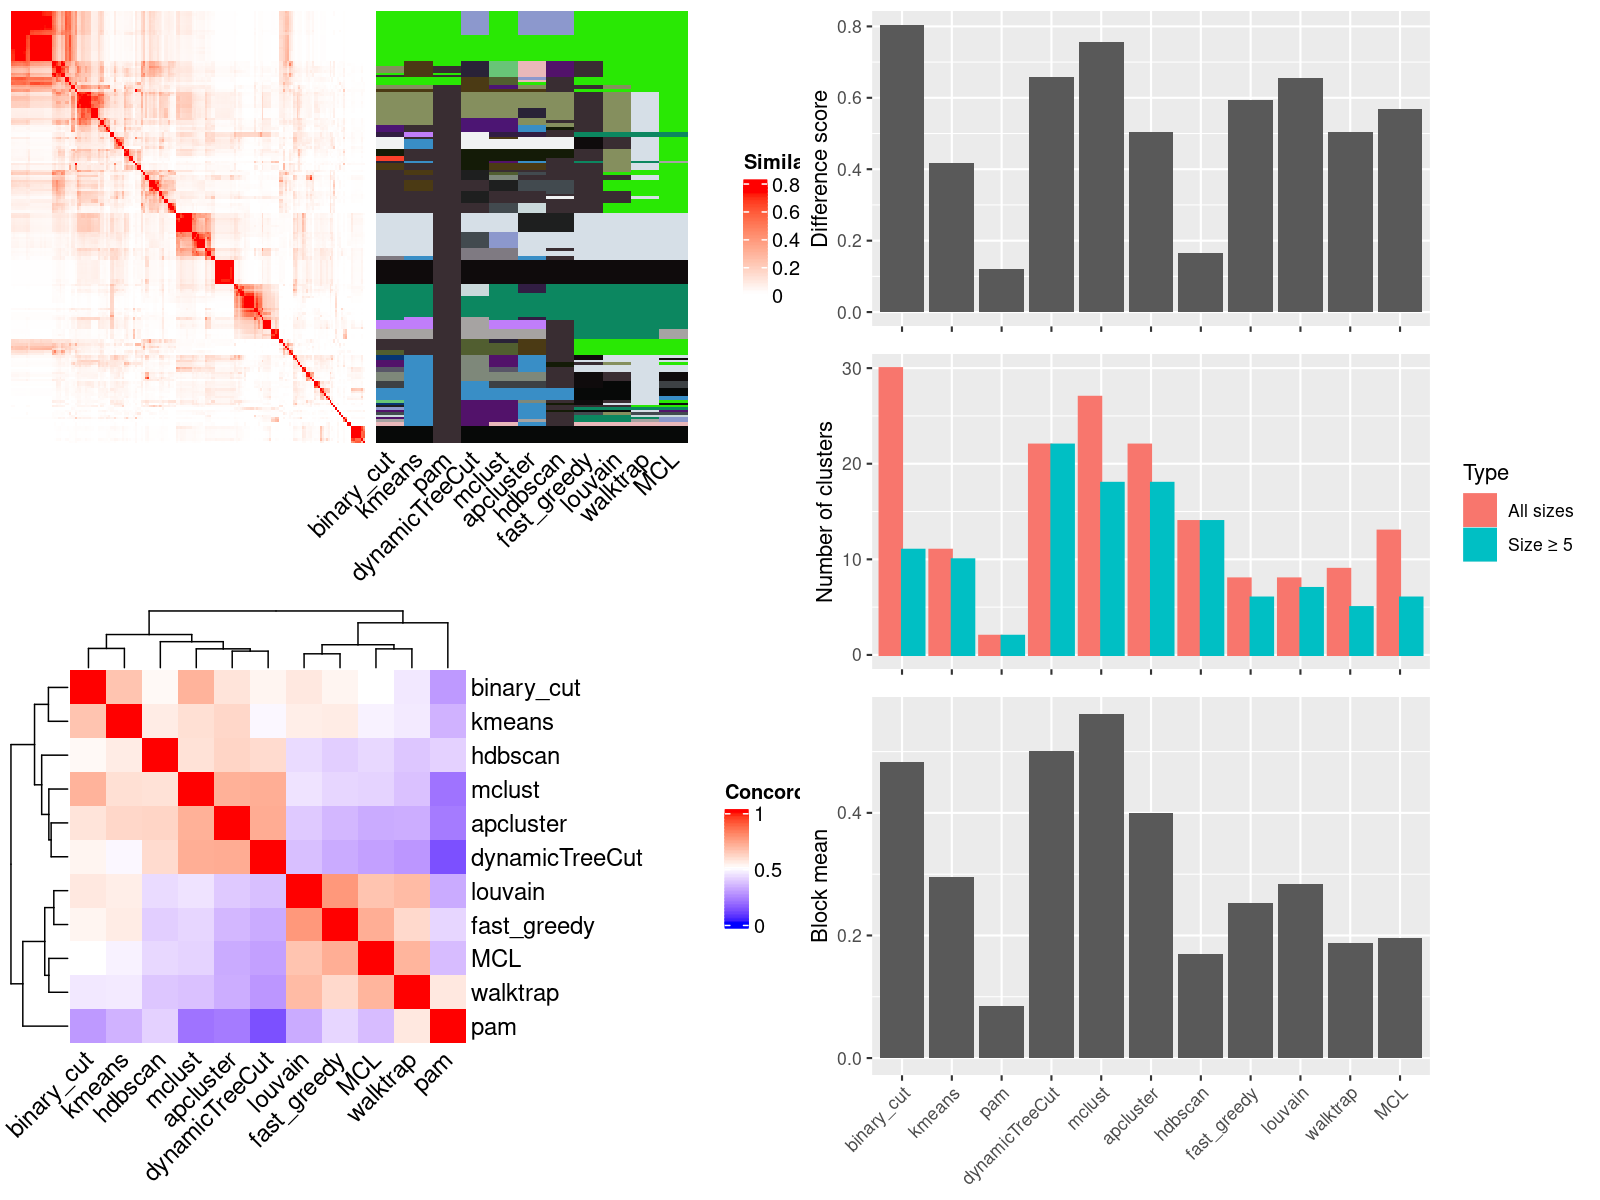 Simila
0.8
0.6
0.4
0.2
0
binary_cut
kmeans
pam
dynamicTreeCut
mclust
apcluster
hdbscan
fast_greedy
louvain
walktrap
MCL
Difference score
0.8
0.6
0.4
0.2
0.0
Number of clusters
30
20
10
0
Type
All sizes
Size ≥ 5
binary_cut
kmeans
hdbscan
mclust
apcluster
dynamicTreeCut
louvain
fast_greedy
MCL
walktrap
pam
binary_cut
kmeans
hdbscan
mclust
apcluster
dynamicTreeCut
louvain
fast_greedy
MCL
walktrap
pam
Concord
1
0.5
0
Block mean
0.4
0.2
0.0
binary_cut
kmeans
pam
dynamicTreeCut
mclust
apcluster
hdbscan
fast_greedy
louvain
walktrap
MCL